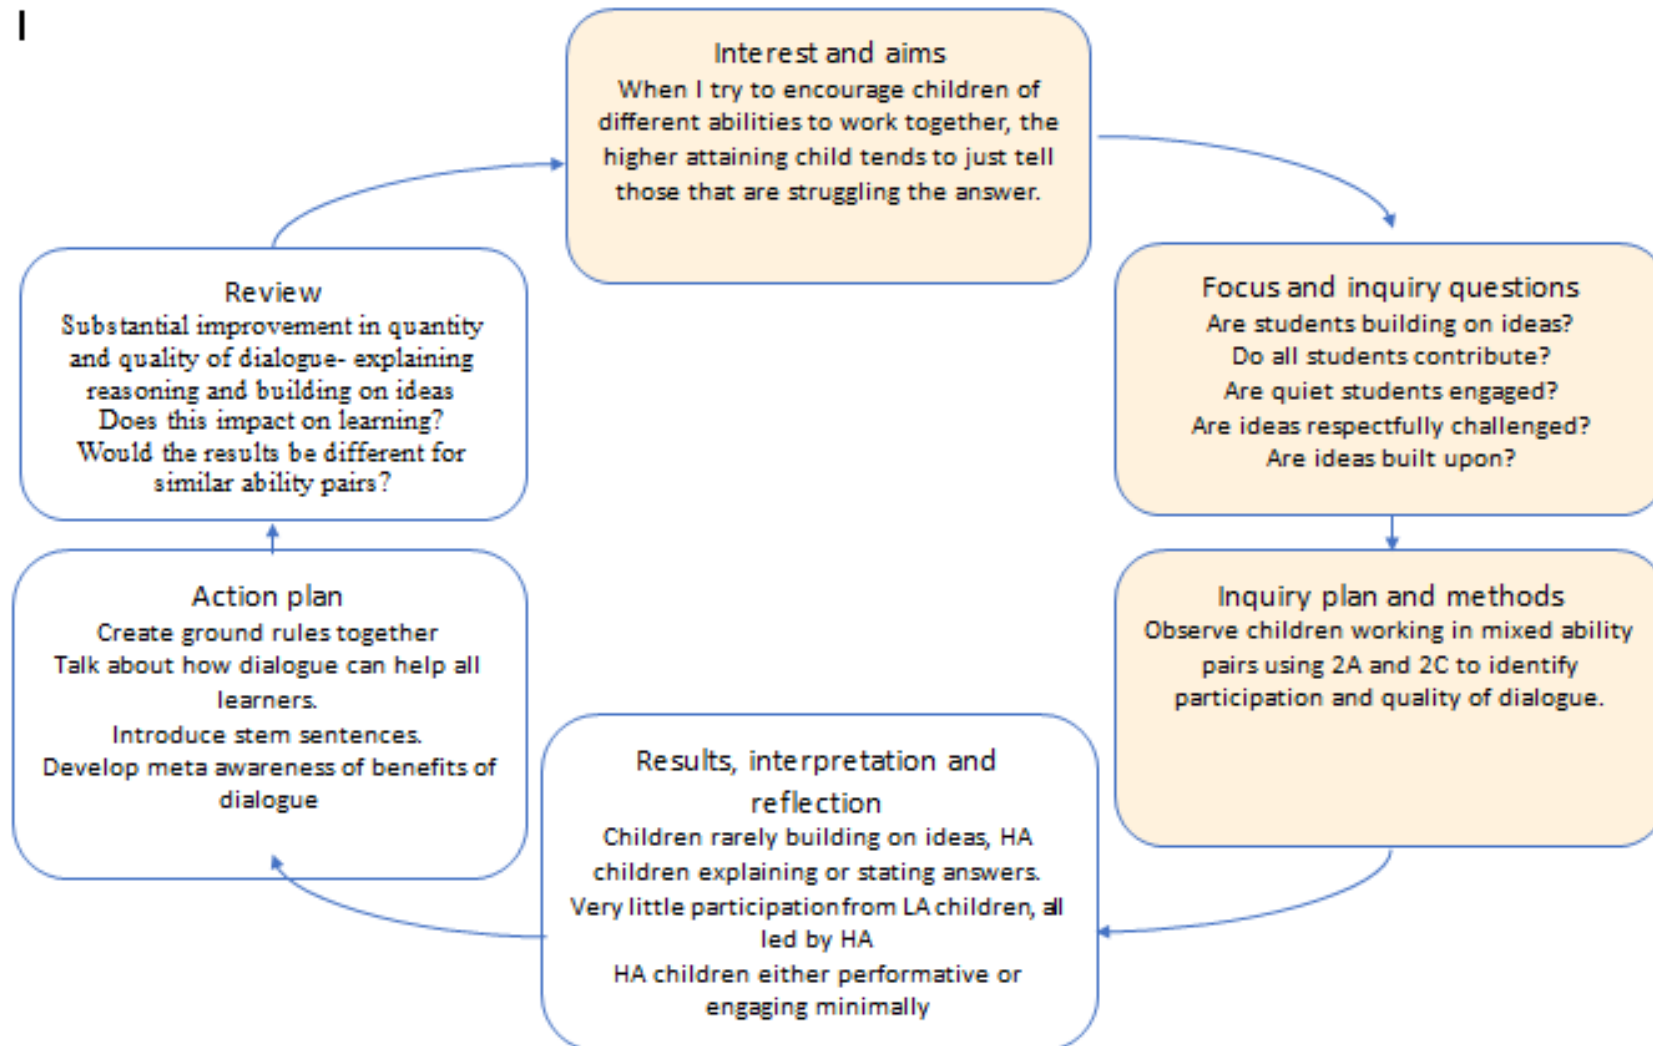 I
Interest and aims
When I try to encourage children of
different abilities to work together, the
higher attaining child tends to just tell
those that are struggling the answer.
Focus and inquiry questions
Are students building on ideas?
Do all students contribute?
Are quiet students engaged?
Are ideas respectfully challenged?
Are ideas built upon?
Inquiry plan and methods
Observe children working in mixed ability
pairs using 2A and 2C to identify
participation and quality of dialogue.
Results, interpretation and
reflection
Children rarely building on ideas, HA
children explaining or stating answers.
Very little participation from LA children, all
led by HA
HA children either performative or
engaging minimally
Action plan
Create ground rules together
Talk about how dialogue can help all
learners.
Introduce stem sentences.
Develop meta awareness of benefits of
dialogue
Review
Substantial improvement in quantity
and quality of dialogue- explaining
reasoning and building on ideas
Does this impact on learning?
Would the results be different for
similar ability pairs?